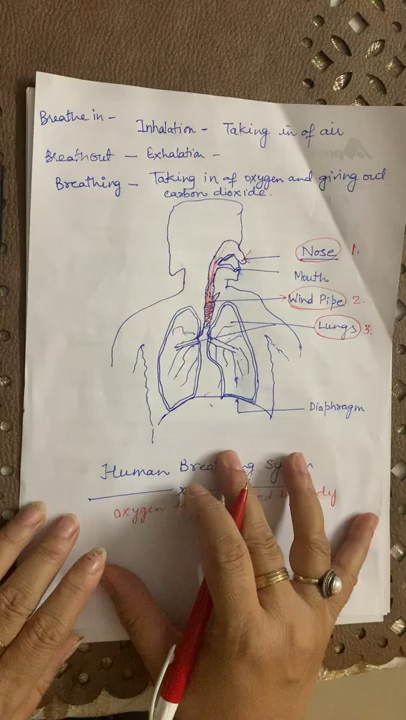 Breathe in - Inhalation - Taking in of air
Breathout - Exhalation -
Breathing - Taking in of oxygen and giving out
carbon dioxide.
Nose 1.
Mouth
Wind Pipe 2.
Lungs 3.
Diaphragm
Human
oxygen